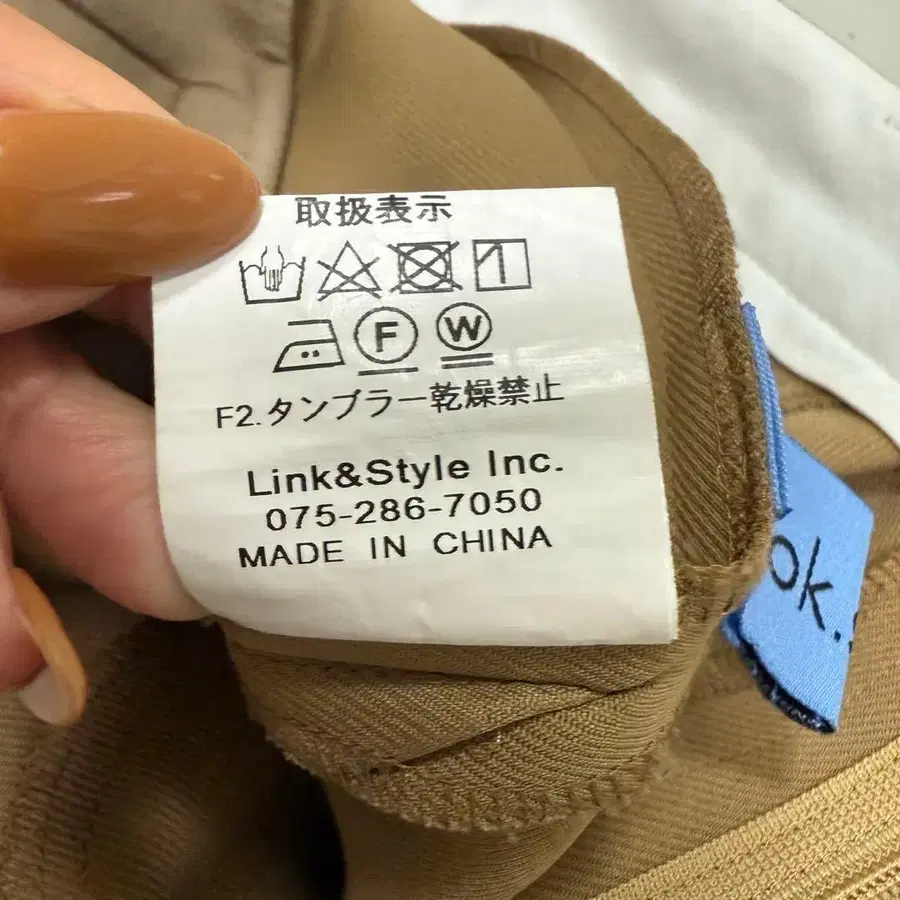 取扱表示
F
W
F2.タンブラー乾燥禁止
Link&Style Inc.
075-286-7050
MADE IN CHINA
ok.